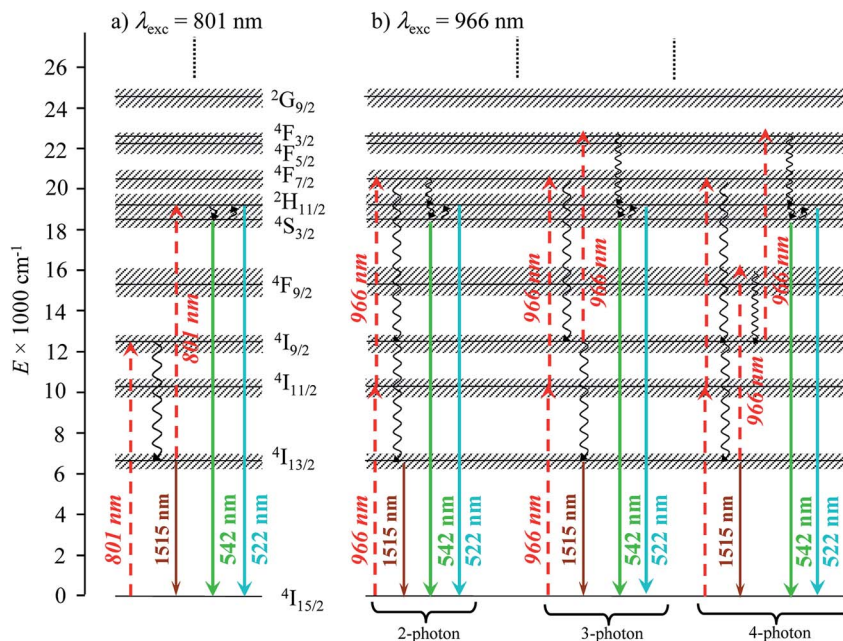 a) λexc = 801 nm
b) λexc = 966 nm
E × 1000 cm⁻¹
26
24
22
20
18
16
14
12
10
8
6
4
2
0
²G9/2
⁴F3/2
⁴F5/2
⁴F7/2
²H11/2
⁴S3/2
⁴F9/2
⁴I9/2
⁴I11/2
⁴I13/2
⁴I15/2
801 nm
1515 nm
801 nm
542 nm
522 nm
966 nm
966 nm
1515 nm
542 nm
522 nm
966 nm
966 nm
966 nm
1515 nm
542 nm
522 nm
966 nm
966 nm
966 nm
966 nm
1515 nm
542 nm
522 nm
2-photon
3-photon
4-photon